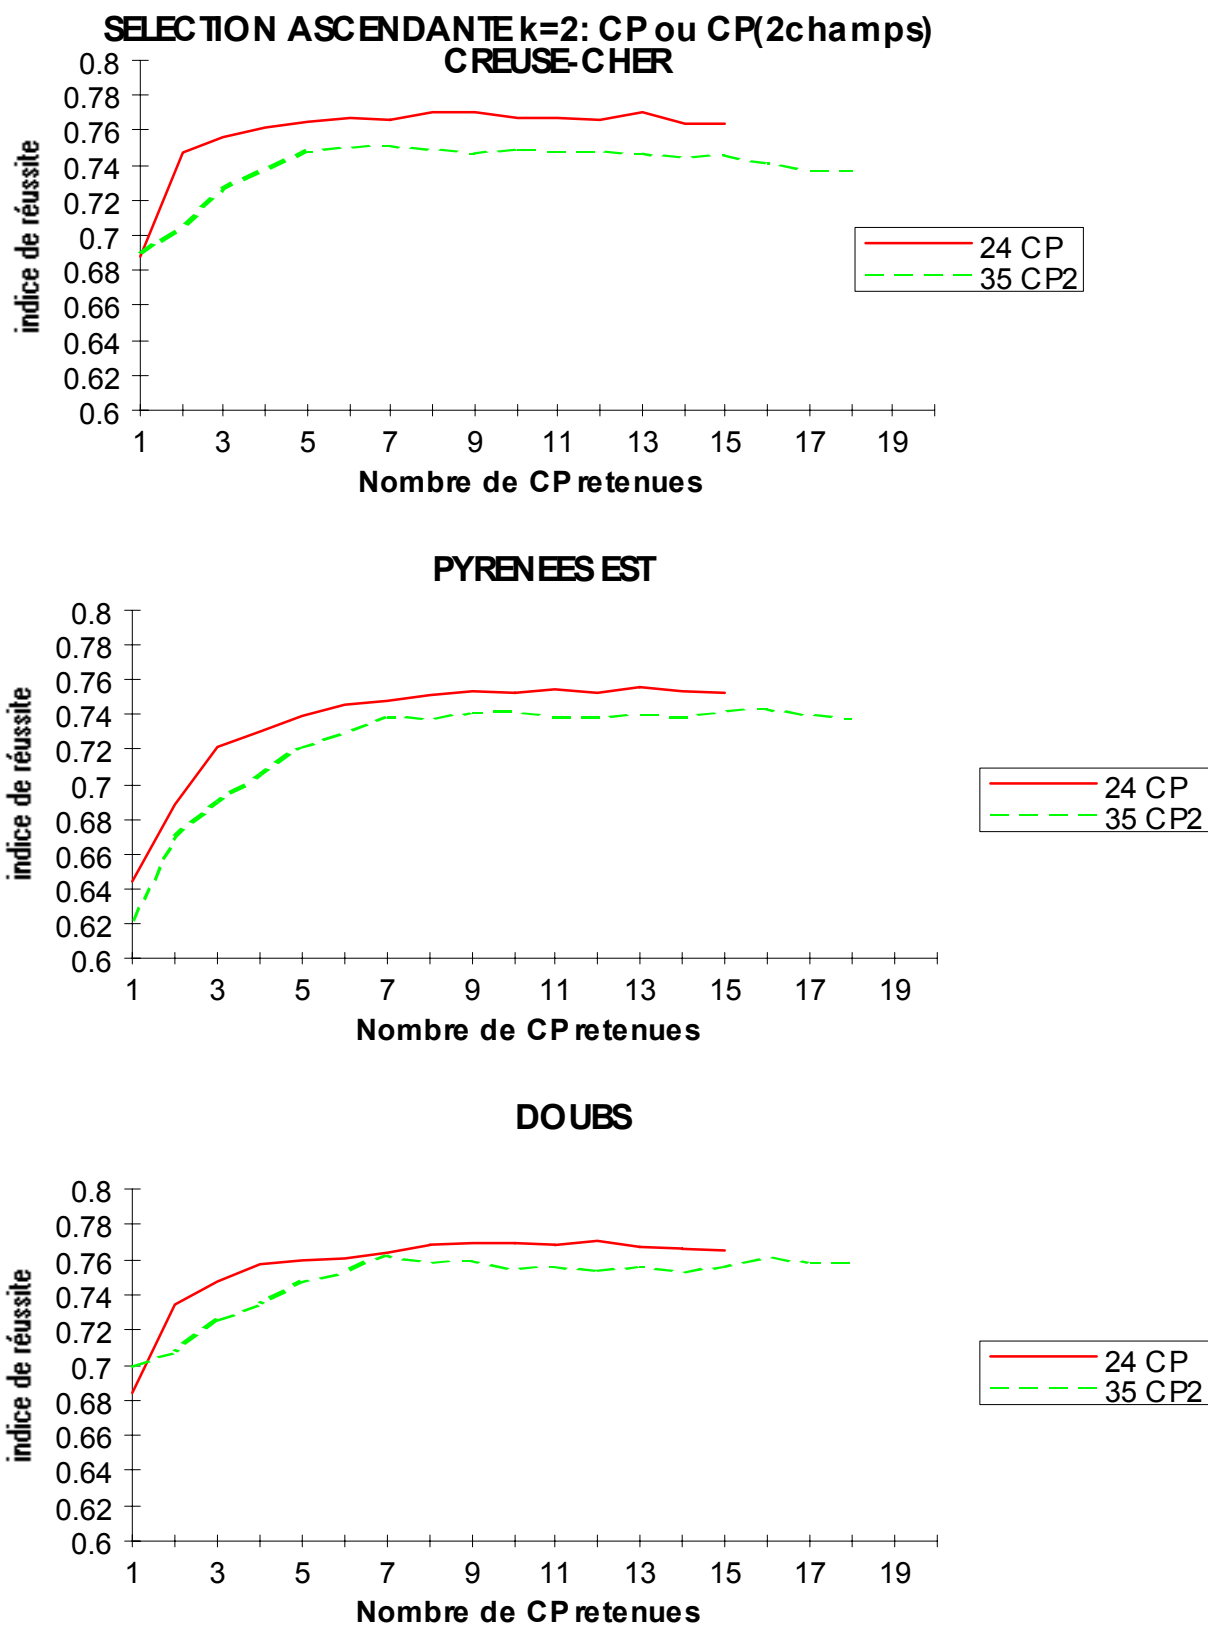 SELECTION ASCENDANTE k=2: CP ou CP(2champs)
CREUSE-CHER
0.8
0.78
0.76
0.74
0.72
0.7
0.68
0.66
0.64
0.62
0.6
indice de réussite
1 3 5 7 9 11 13 15 17 19
Nombre de CP retenues
24 CP
35 CP2
PYRENEES EST
0.8
0.78
0.76
0.74
0.72
0.7
0.68
0.66
0.64
0.62
0.6
indice de réussite
1 3 5 7 9 11 13 15 17 19
Nombre de CP retenues
24 CP
35 CP2
DOUBS
0.8
0.78
0.76
0.74
0.72
0.7
0.68
0.66
0.64
0.62
0.6
indice de réussite
1 3 5 7 9 11 13 15 17 19
Nombre de CP retenues
24 CP
35 CP2